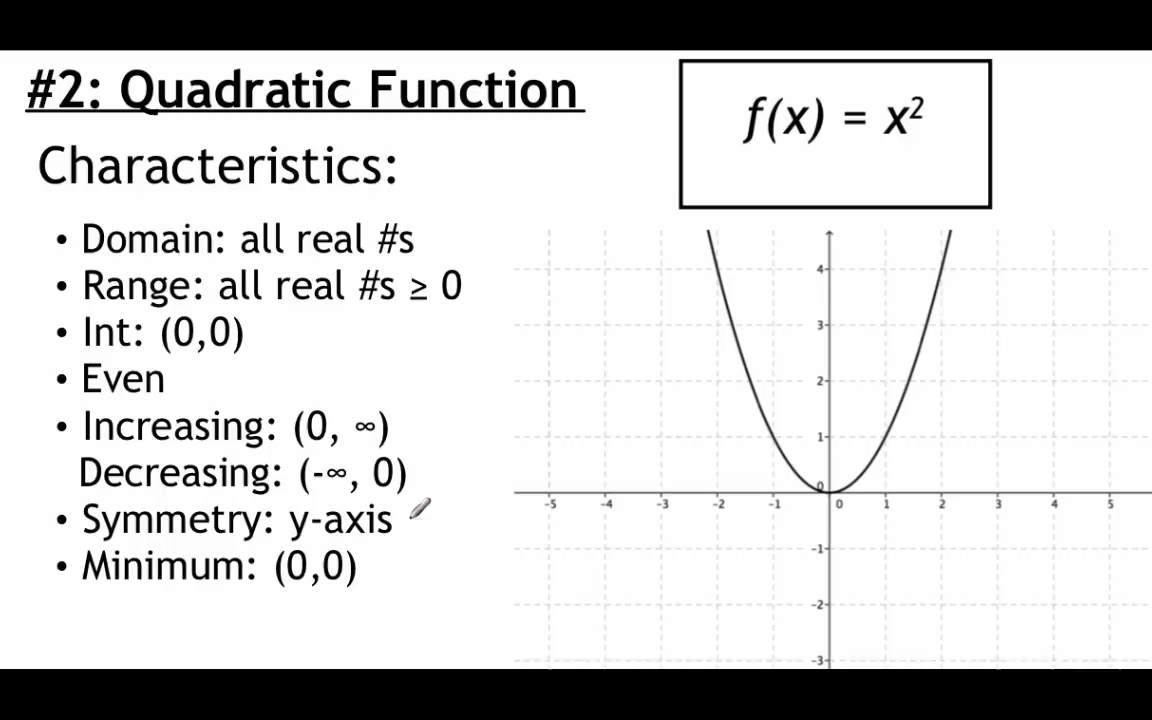 #2: Quadratic Function
f(x) = x²
Characteristics:
• Domain: all real #s
• Range: all real #s ≥ 0
• Int: (0,0)
• Even
• Increasing: (0, ∞)
Decreasing: (-∞, 0)
• Symmetry: y-axis
• Minimum: (0,0)
4
3
2
1
0
-5 -4 -3 -2 -1 0 1 2 3 4 5
-1
-2
-3